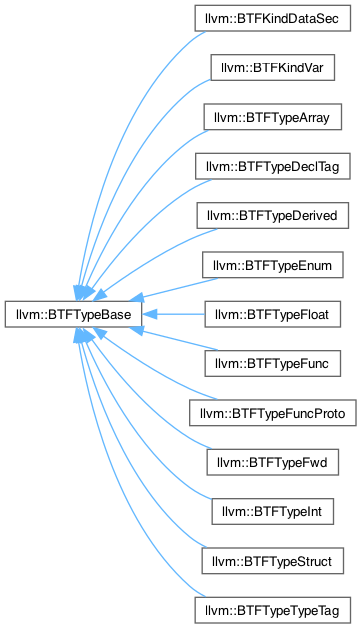 llvm::BTFKindDataSec
llvm::BTFKindVar
llvm::BTFTypeArray
llvm::BTFTypeDeclTag
llvm::BTFTypeDerived
llvm::BTFTypeEnum
llvm::BTFTypeBase
llvm::BTFTypeFloat
llvm::BTFTypeFunc
llvm::BTFTypeFuncProto
llvm::BTFTypeFwd
llvm::BTFTypeInt
llvm::BTFTypeStruct
llvm::BTFTypeTypeTag